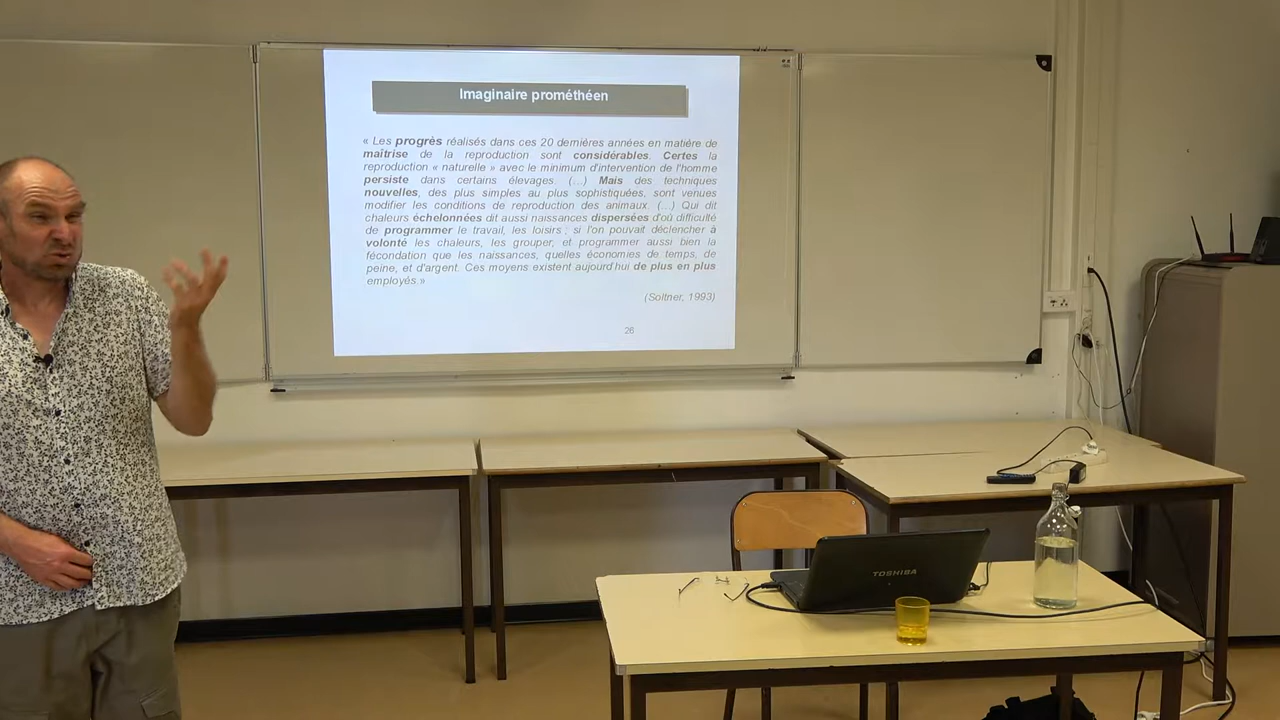 Imaginaire prométhéen
« Les progrès réalisés dans ces 20 dernières années en matière de
maîtrise de la reproduction sont considérables. Certes la
reproduction « naturelle » avec le minimum d'intervention de l'homme
persiste dans certains élevages. (...) Mais des techniques
nouvelles, des plus simples au plus sophistiquées, sont venues
modifier les conditions de reproduction des animaux. (...) Qui dit
chaleurs échelonnées dit aussi naissances dispersées d'où difficulté
de programmer le travail, les loisirs ; si l'on pouvait déclencher à
volonté les chaleurs, les grouper, et programmer aussi bien la
fécondation que les naissances, quelles économies de temps, de
peine, et d'argent. Ces moyens existent aujourd'hui de plus en plus
employés.»
(Soltner, 1993)
26
TOSHIBA